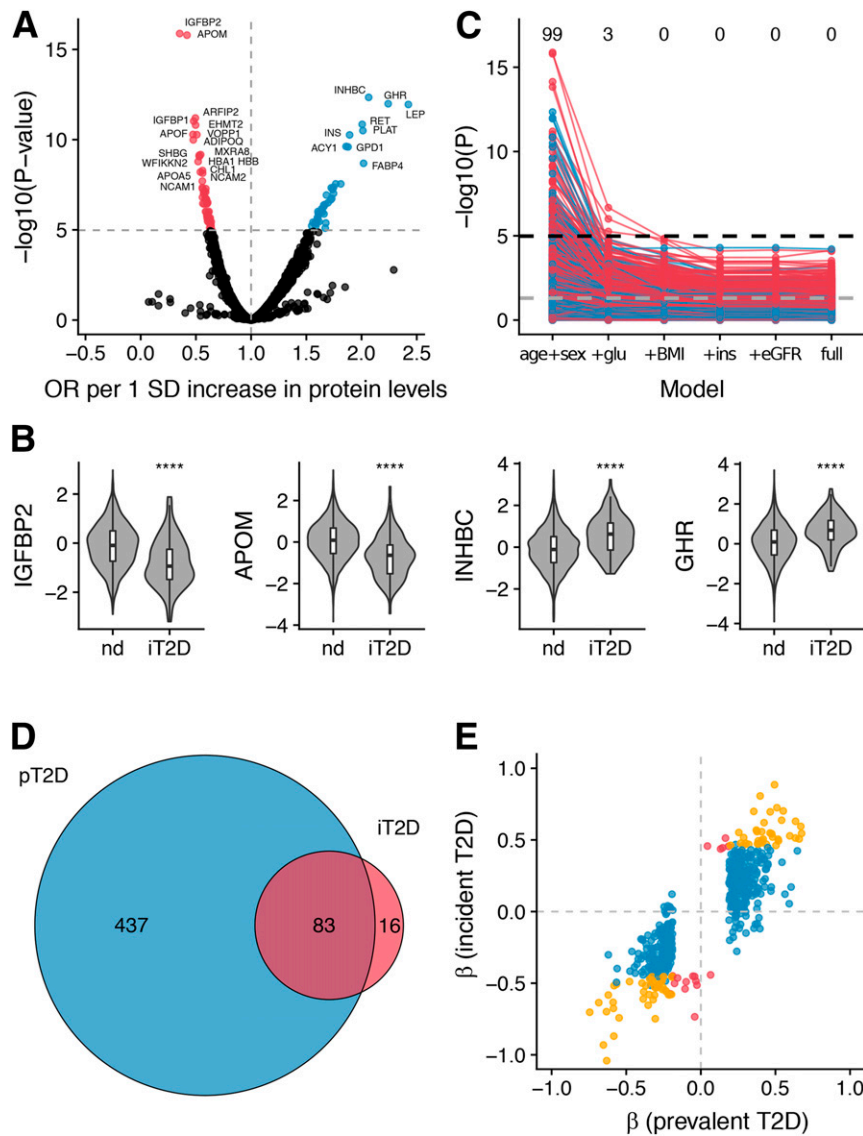 A
IGFBP2
APOM
ARFIP2
IGFBP1
EHMT2
APOF
VOPP1
ADIPOQ
SHBG
MXRA8
WFIKKN2
HBA1 HBB
APOA5
CHL1
NCAM1
NCAM2
INHBC
GHR
LEP
RET
INS
PLAT
ACY1
GPD1
FABP4
−log10(P−value)
15
10
5
0
−0.5
0.0
0.5
1.0
1.5
2.0
2.5
OR per 1 SD increase in protein levels
C
99 3 0 0 0 0
−log10(P)
15
10
5
0
age+sex +glu +BMI +ins +eGFR full
Model
B
IGFBP2
2
0
−2
****
nd iT2D
APOM
2
0
−2
−4
****
nd iT2D
INHBC
4
2
0
−2
****
nd iT2D
GHR
4
2
0
−2
−4
****
nd iT2D
D
pT2D
iT2D
437
83
16
E
β (incident T2D)
1.0
0.5
0.0
−0.5
−1.0
−1.0 −0.5 0.0 0.5 1.0
β (prevalent T2D)